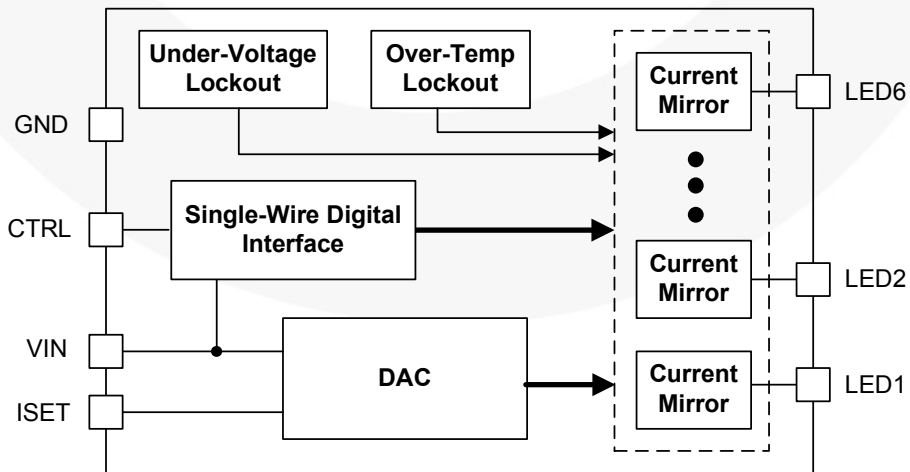 Under-Voltage
Lockout
Over-Temp
Lockout
Current
Mirror
LED6
GND
CTRL
Single-Wire Digital
Interface
Current
Mirror
LED2
VIN
DAC
Current
Mirror
LED1
ISET